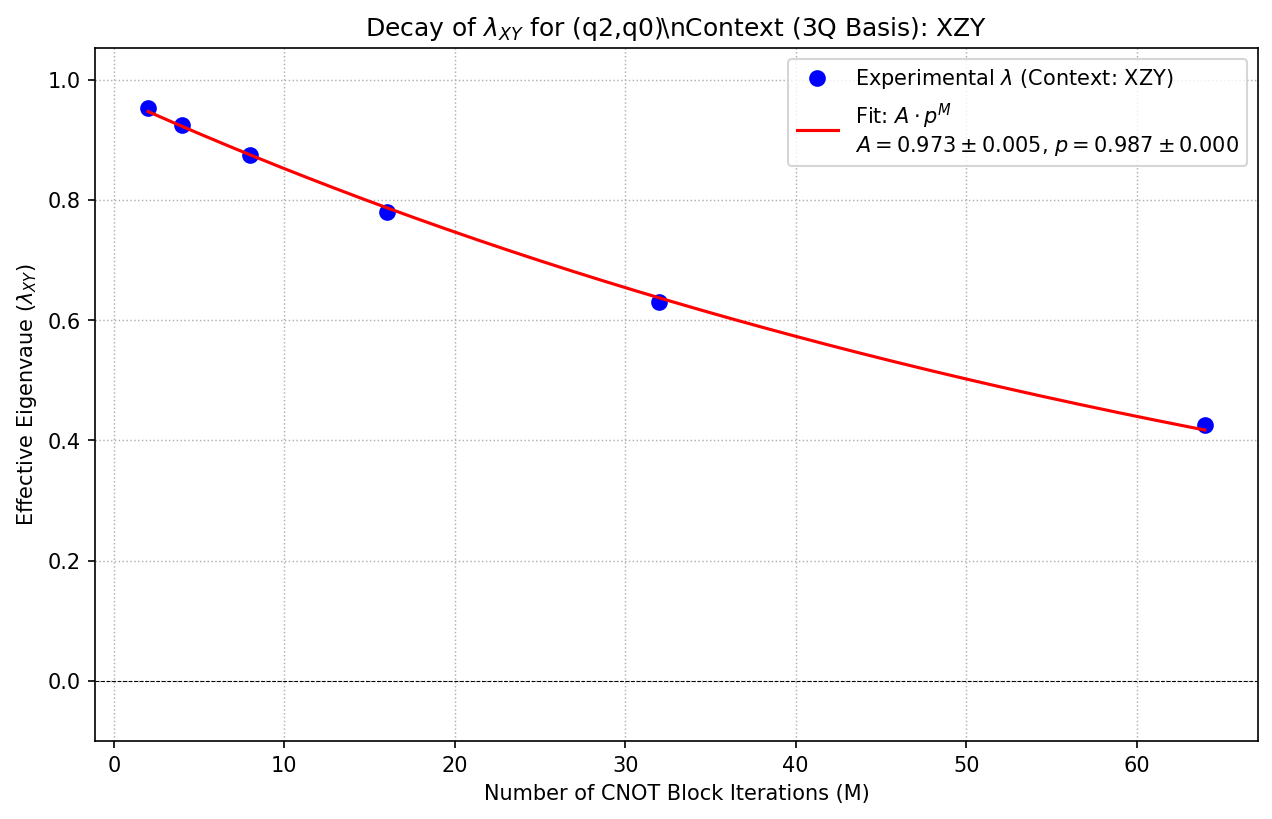 Decay of λ_XY for (q2,q0)\nContext (3Q Basis): XZY
Experimental λ (Context: XZY)
Fit: A · p^M
A = 0.973 ± 0.005, p = 0.987 ± 0.000
Effective Eigenvaue (λ_XY)
1.0
0.8
0.6
0.4
0.2
0.0
0 10 20 30 40 50 60
Number of CNOT Block Iterations (M)